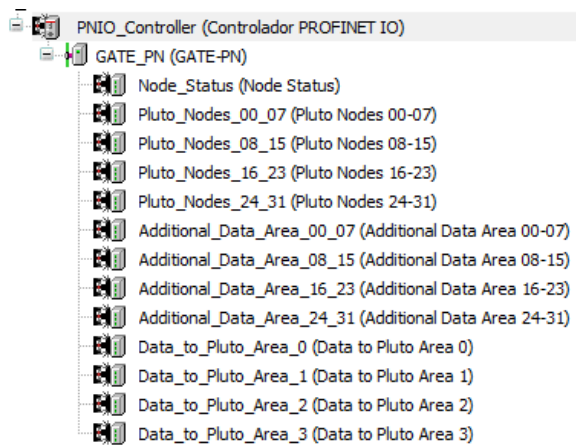 PNIO_Controller (Controlador PROFINET IO)
GATE_PN (GATE-PN)
Node_Status (Node Status)
Pluto_Nodes_00_07 (Pluto Nodes 00-07)
Pluto_Nodes_08_15 (Pluto Nodes 08-15)
Pluto_Nodes_16_23 (Pluto Nodes 16-23)
Pluto_Nodes_24_31 (Pluto Nodes 24-31)
Additional_Data_Area_00_07 (Additional Data Area 00-07)
Additional_Data_Area_08_15 (Additional Data Area 08-15)
Additional_Data_Area_16_23 (Additional Data Area 16-23)
Additional_Data_Area_24_31 (Additional Data Area 24-31)
Data_to_Pluto_Area_0 (Data to Pluto Area 0)
Data_to_Pluto_Area_1 (Data to Pluto Area 1)
Data_to_Pluto_Area_2 (Data to Pluto Area 2)
Data_to_Pluto_Area_3 (Data to Pluto Area 3)